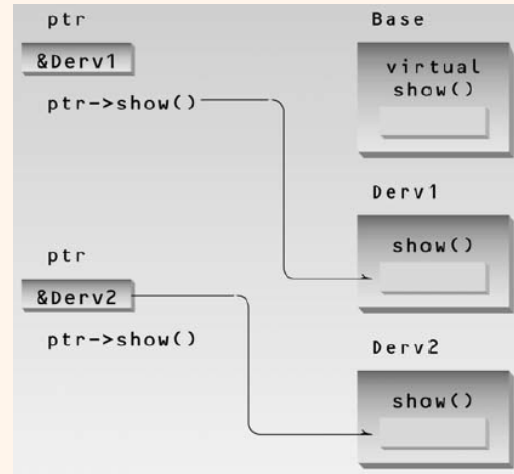 ptr
&Derv1
ptr->show()
Base
virtual
show()
Derv1
show()
ptr
&Derv2
ptr->show()
Derv2
show()